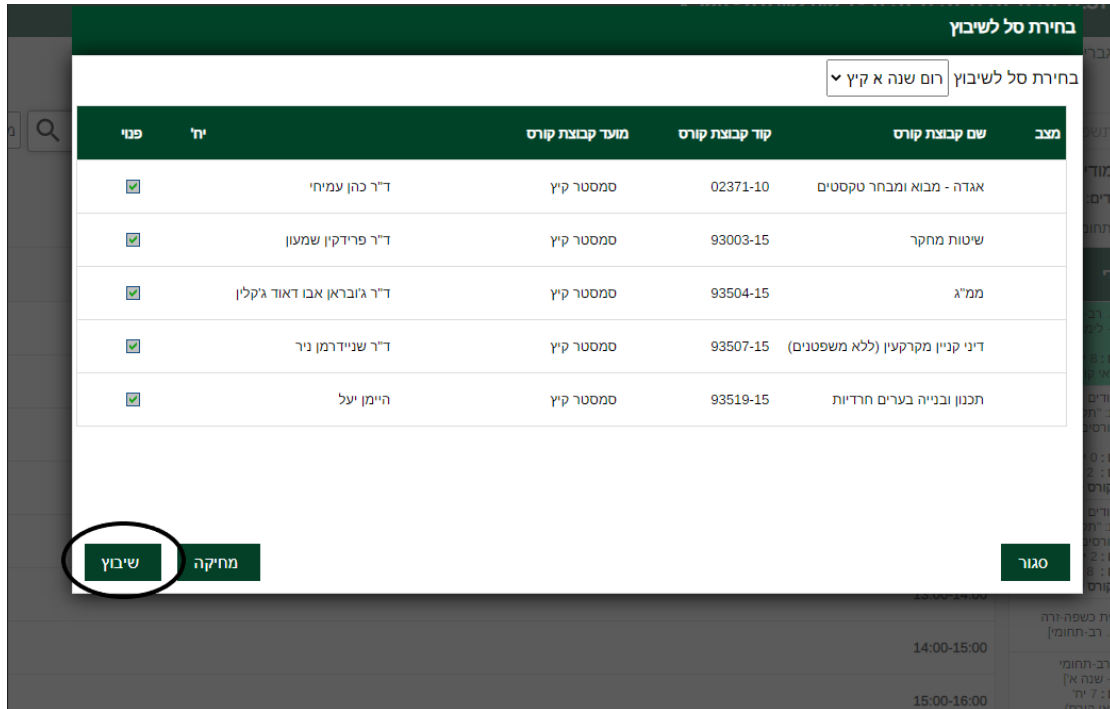 בחירת סל לשיבוץ
בחירת סל לשיבוץ רום שנה א קיץ
מצב שם קבוצת קורס קוד קבוצת קורס מועד קבוצת קורס יח' פנוי
אגדה - מבוא ומבחר טקסטים 02371-10 סמסטר קיץ ד"ר כהן עמיחי
שיטות מחקר 93003-15 סמסטר קיץ ד"ר פרידקין שמעון
ממ"ג 93504-15 סמסטר קיץ ד"ר ג'ובראן אבו דאוד ג'קלין
דיני קניין מקרקעין (ללא משפטנים) 93507-15 סמסטר קיץ ד"ר שניידרמן ניר
תכנון ובנייה בערים חרדיות 93519-15 סמסטר קיץ היימן יעל
סגור מחיקה שיבוץ
13:00-14:00
14:00-15:00
15:00-16:00